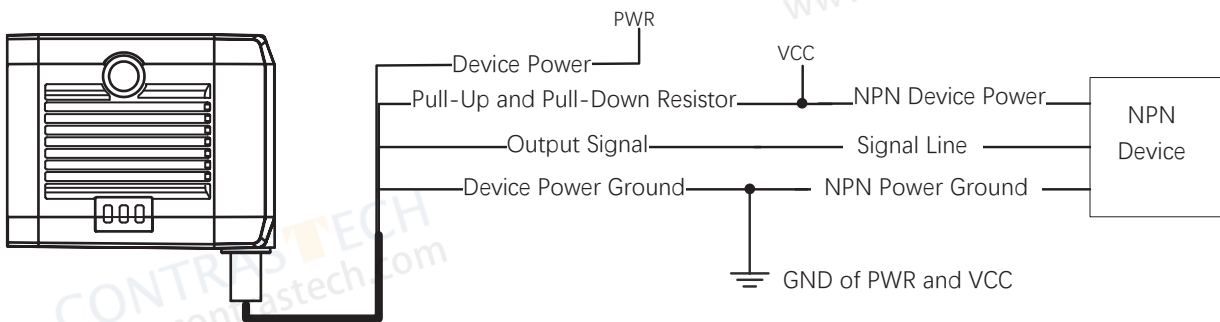 www.
PWR
Device Power
VCC
Pull-Up and Pull-Down Resistor
NPN Device Power
NPN
Device
Output Signal
Signal Line
Device Power Ground
NPN Power Ground
GND of PWR and VCC
CONTRASTECH
contrastech.com